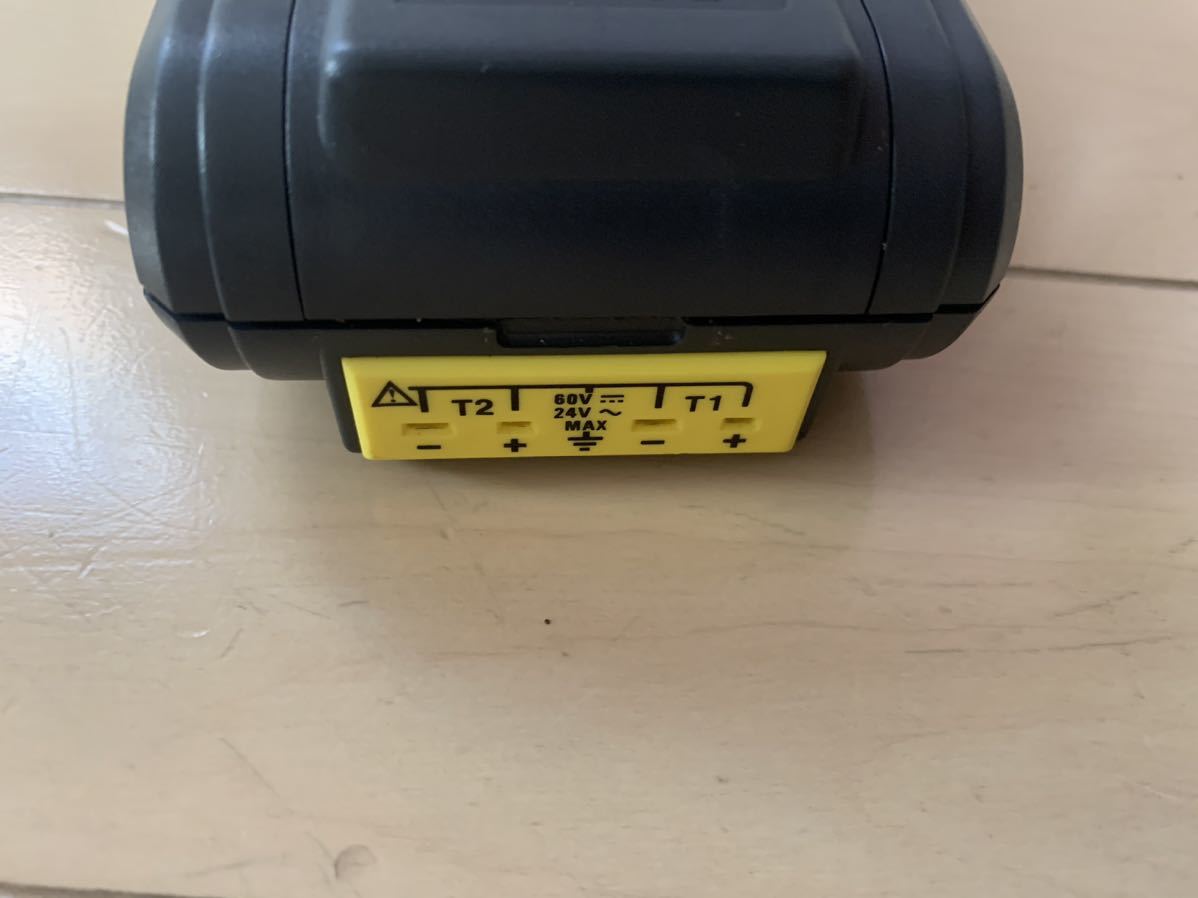 T2 60V ⎓ T1
24V ~
MAX
− + − +